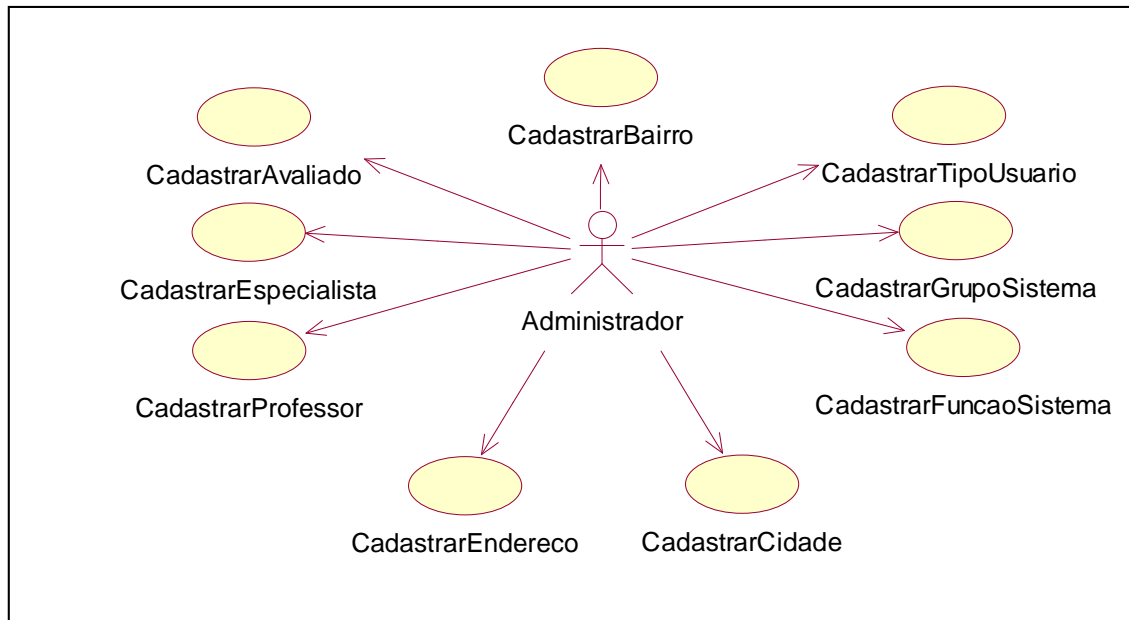 CadastrarBairro
CadastrarAvaliado
CadastrarTipoUsuario
CadastrarEspecialista
CadastrarGrupoSistema
Administrador
CadastrarProfessor
CadastrarFuncaoSistema
CadastrarEndereco
CadastrarCidade